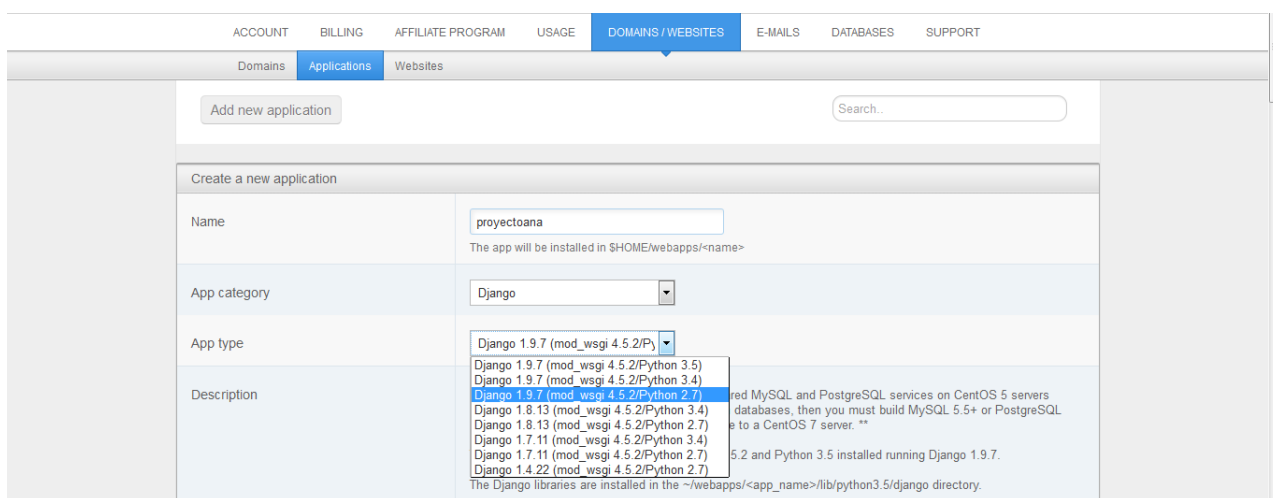 ACCOUNT BILLING AFFILIATE PROGRAM USAGE DOMAINS / WEBSITES E-MAILS DATABASES SUPPORT
Domains Applications Websites
Add new application Search..
Create a new application
Name proyectoana
The app will be installed in $HOME/webapps/<name>
App category Django
App type Django 1.9.7 (mod_wsgi 4.5.2/Py
Django 1.9.7 (mod_wsgi 4.5.2/Python 3.5)
Django 1.9.7 (mod_wsgi 4.5.2/Python 3.4)
Description Django 1.9.7 (mod_wsgi 4.5.2/Python 2.7) red MySQL and PostgreSQL services on CentOS 5 servers
Django 1.8.13 (mod_wsgi 4.5.2/Python 3.4) databases, then you must build MySQL 5.5+ or PostgreSQL
Django 1.8.13 (mod_wsgi 4.5.2/Python 2.7) e to a CentOS 7 server. **
Django 1.7.11 (mod_wsgi 4.5.2/Python 3.4)
Django 1.7.11 (mod_wsgi 4.5.2/Python 2.7) 5.2 and Python 3.5 installed running Django 1.9.7.
Django 1.4.22 (mod_wsgi 4.5.2/Python 2.7)
The Django libraries are installed in the ~/webapps/<app_name>/lib/python3.5/django directory.